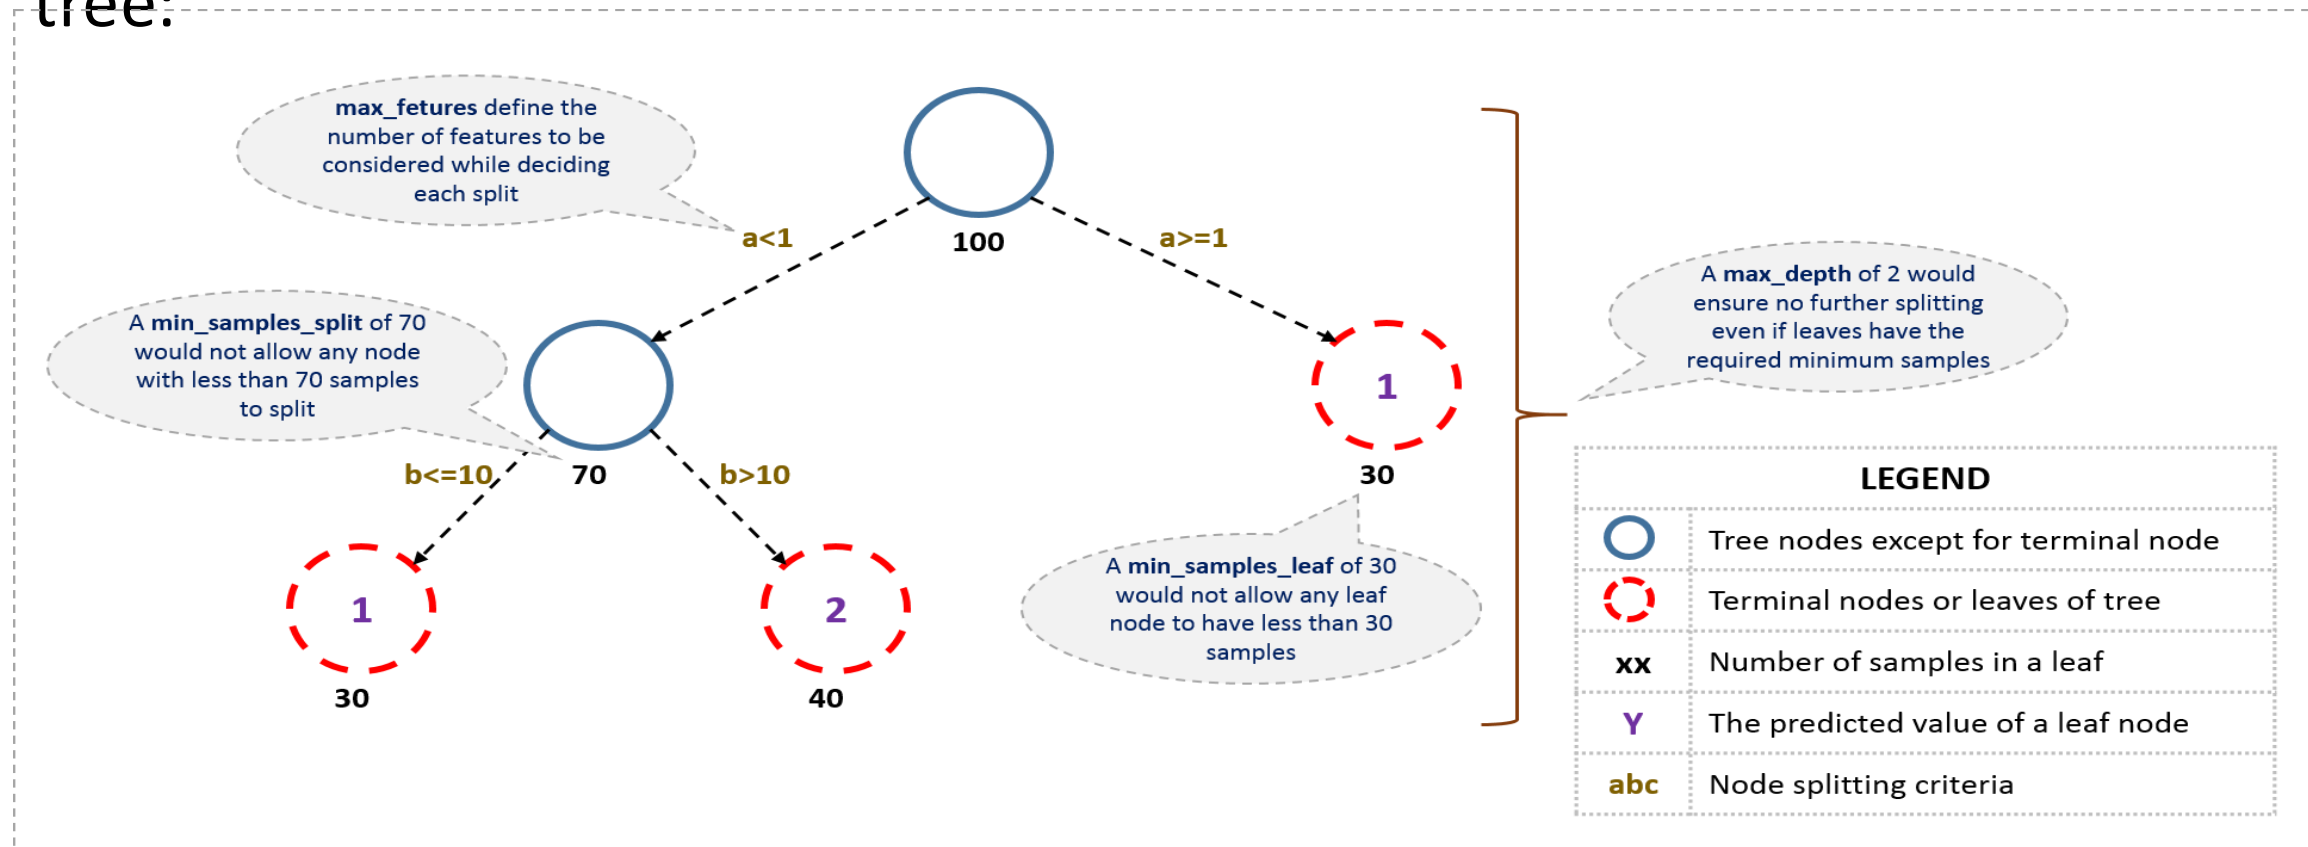 tree:
max_fetures define the
number of features to be
considered while deciding
each split
a<1
100
a>=1
A max_depth of 2 would
ensure no further splitting
even if leaves have the
required minimum samples
A min_samples_split of 70
would not allow any node
with less than 70 samples
to split
1
b<=10
70
b>10
30
A min_samples_leaf of 30
would not allow any leaf
node to have less than 30
samples
1
30
2
40
LEGEND
Tree nodes except for terminal node
Terminal nodes or leaves of tree
xx Number of samples in a leaf
Y The predicted value of a leaf node
abc Node splitting criteria